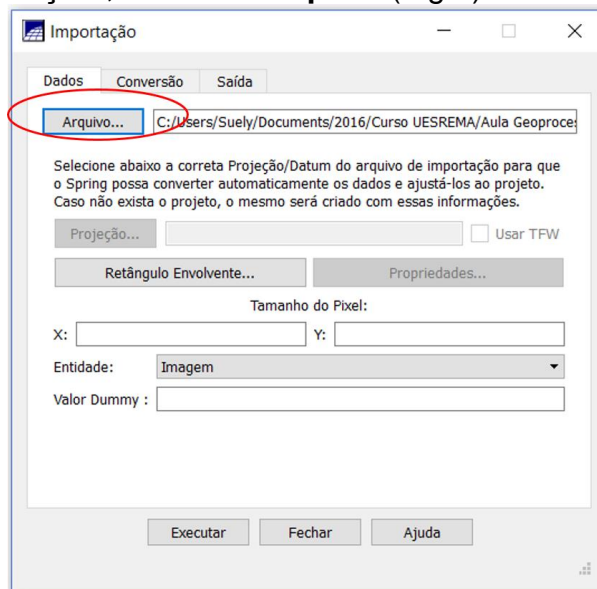 Importação
Dados Conversão Saída
Arquivo... C:/Users/Suely/Documents/2016/Curso UESREMA/Aula Geoproce
Selecione abaixo a correta Projeção/Datum do arquivo de importação para que
o Spring possa converter automaticamente os dados e ajustá-los ao projeto.
Caso não exista o projeto, o mesmo será criado com essas informações.
Projeção... Usar TFW
Retângulo Envolvente... Propriedades...
Tamanho do Pixel:
X: Y:
Entidade: Imagem
Valor Dummy :
Executar Fechar Ajuda